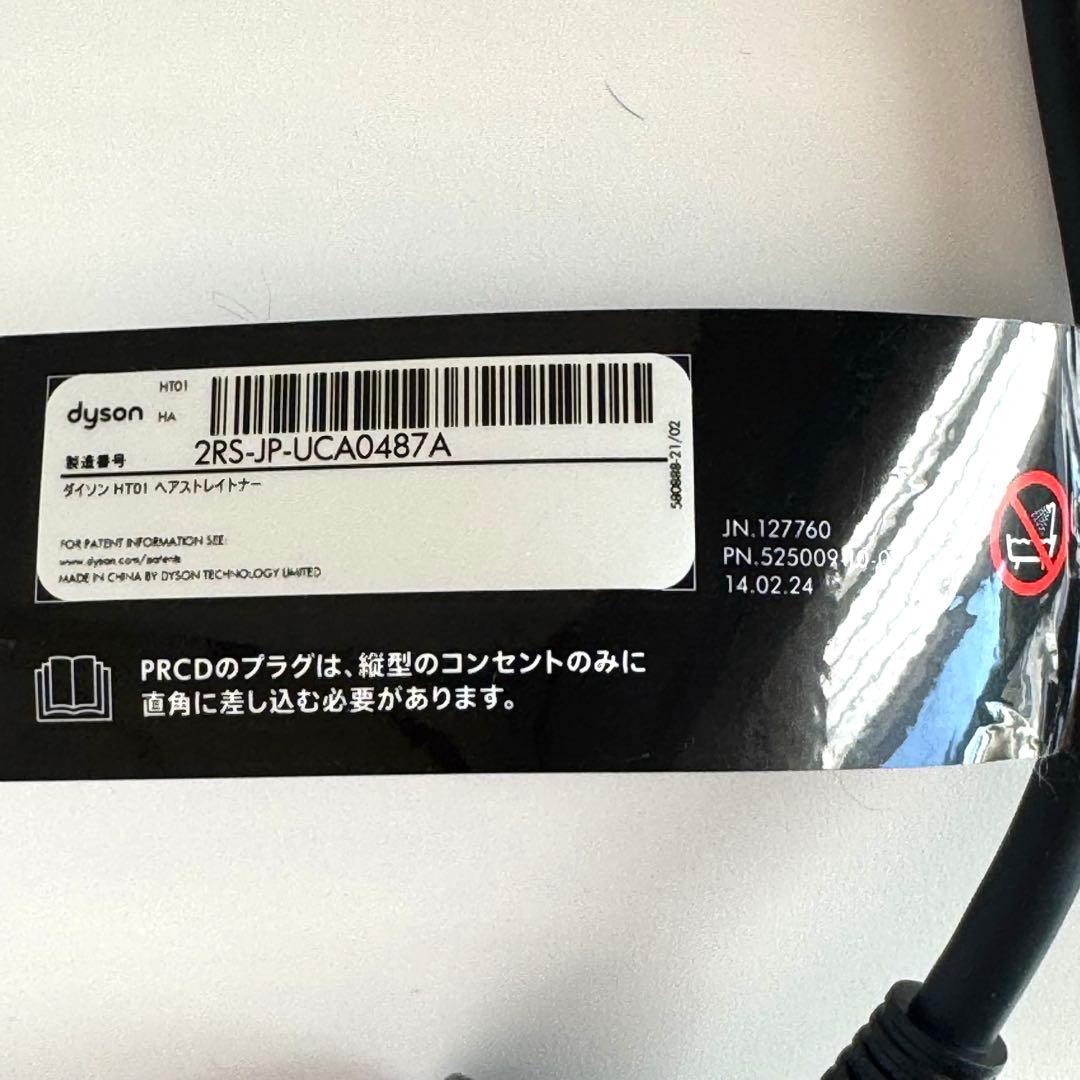 HT01
dyson HA
製造番号 2RS-JP-UCA0487A
ダイソン HT01 ヘアストレイトナー
580888-21/02
FOR PATENT INFORMATION SEE:
www.dyson.com/patents
MADE IN CHINA BY DYSON TECHNOLOGY LIMITED
JN.127760
14.02.24
PRCDのプラグは、縦型のコンセントのみに
直角に差し込む必要があります。